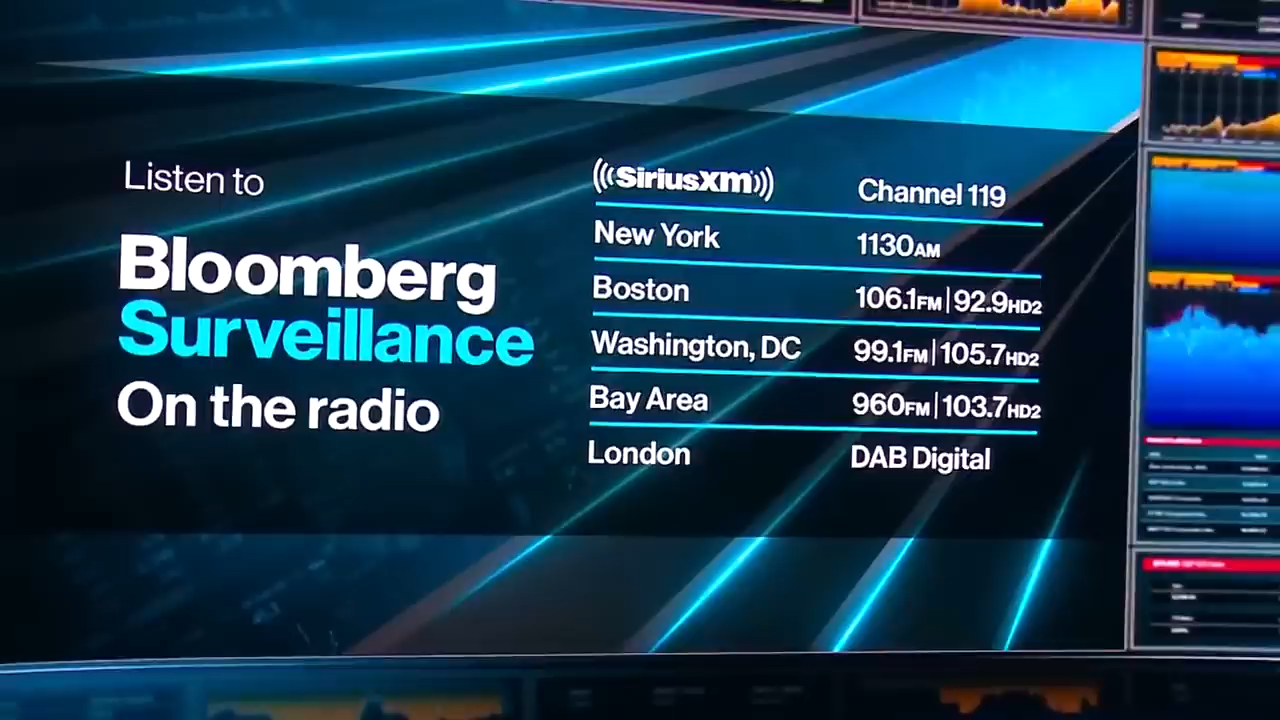 Listen to
Bloomberg
Surveillance
On the radio
SiriusXM Channel 119
New York 1130AM
Boston 106.1FM|92.9HD2
Washington, DC 99.1FM|105.7HD2
Bay Area 960FM|103.7HD2
London DAB Digital